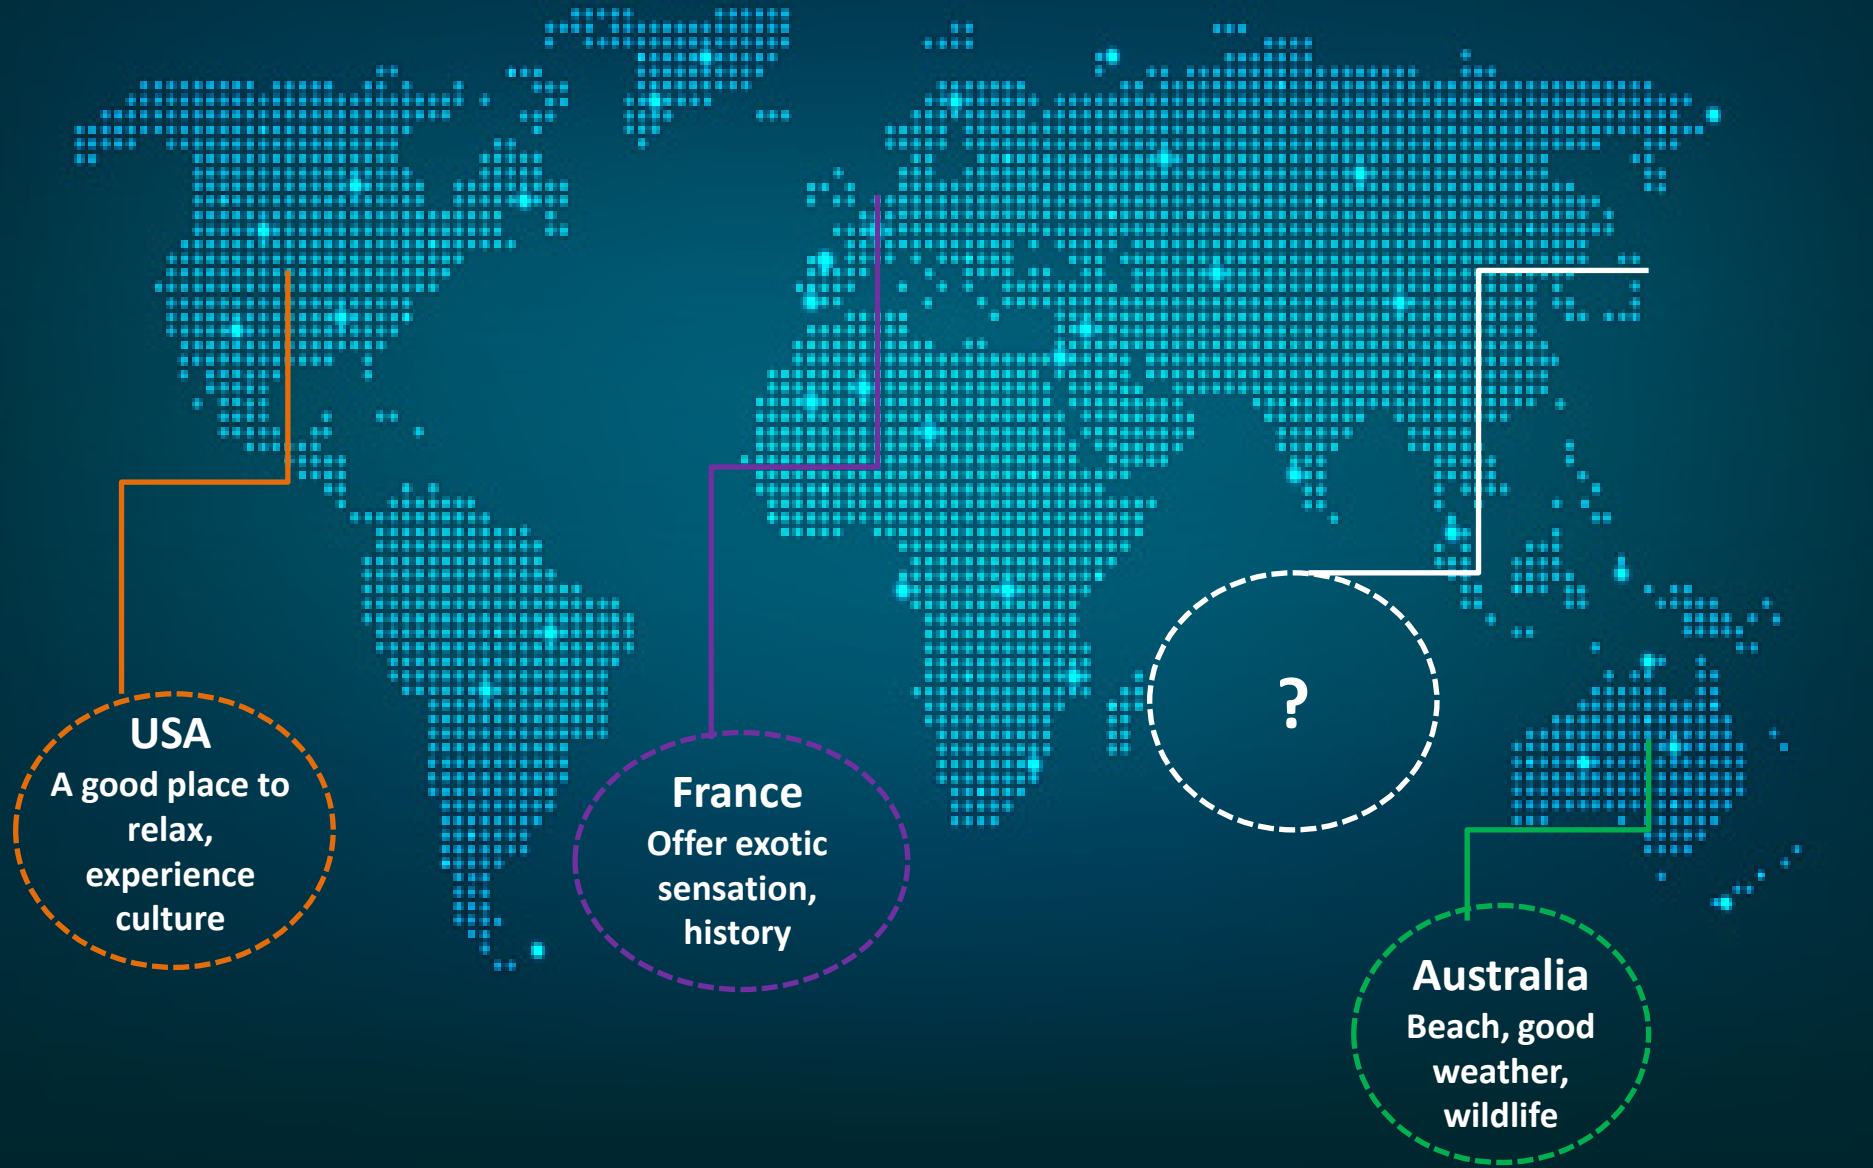 USA
A good place to
relax,
experience
culture
France
Offer exotic
sensation,
history
?
Australia
Beach, good
weather,
wildlife